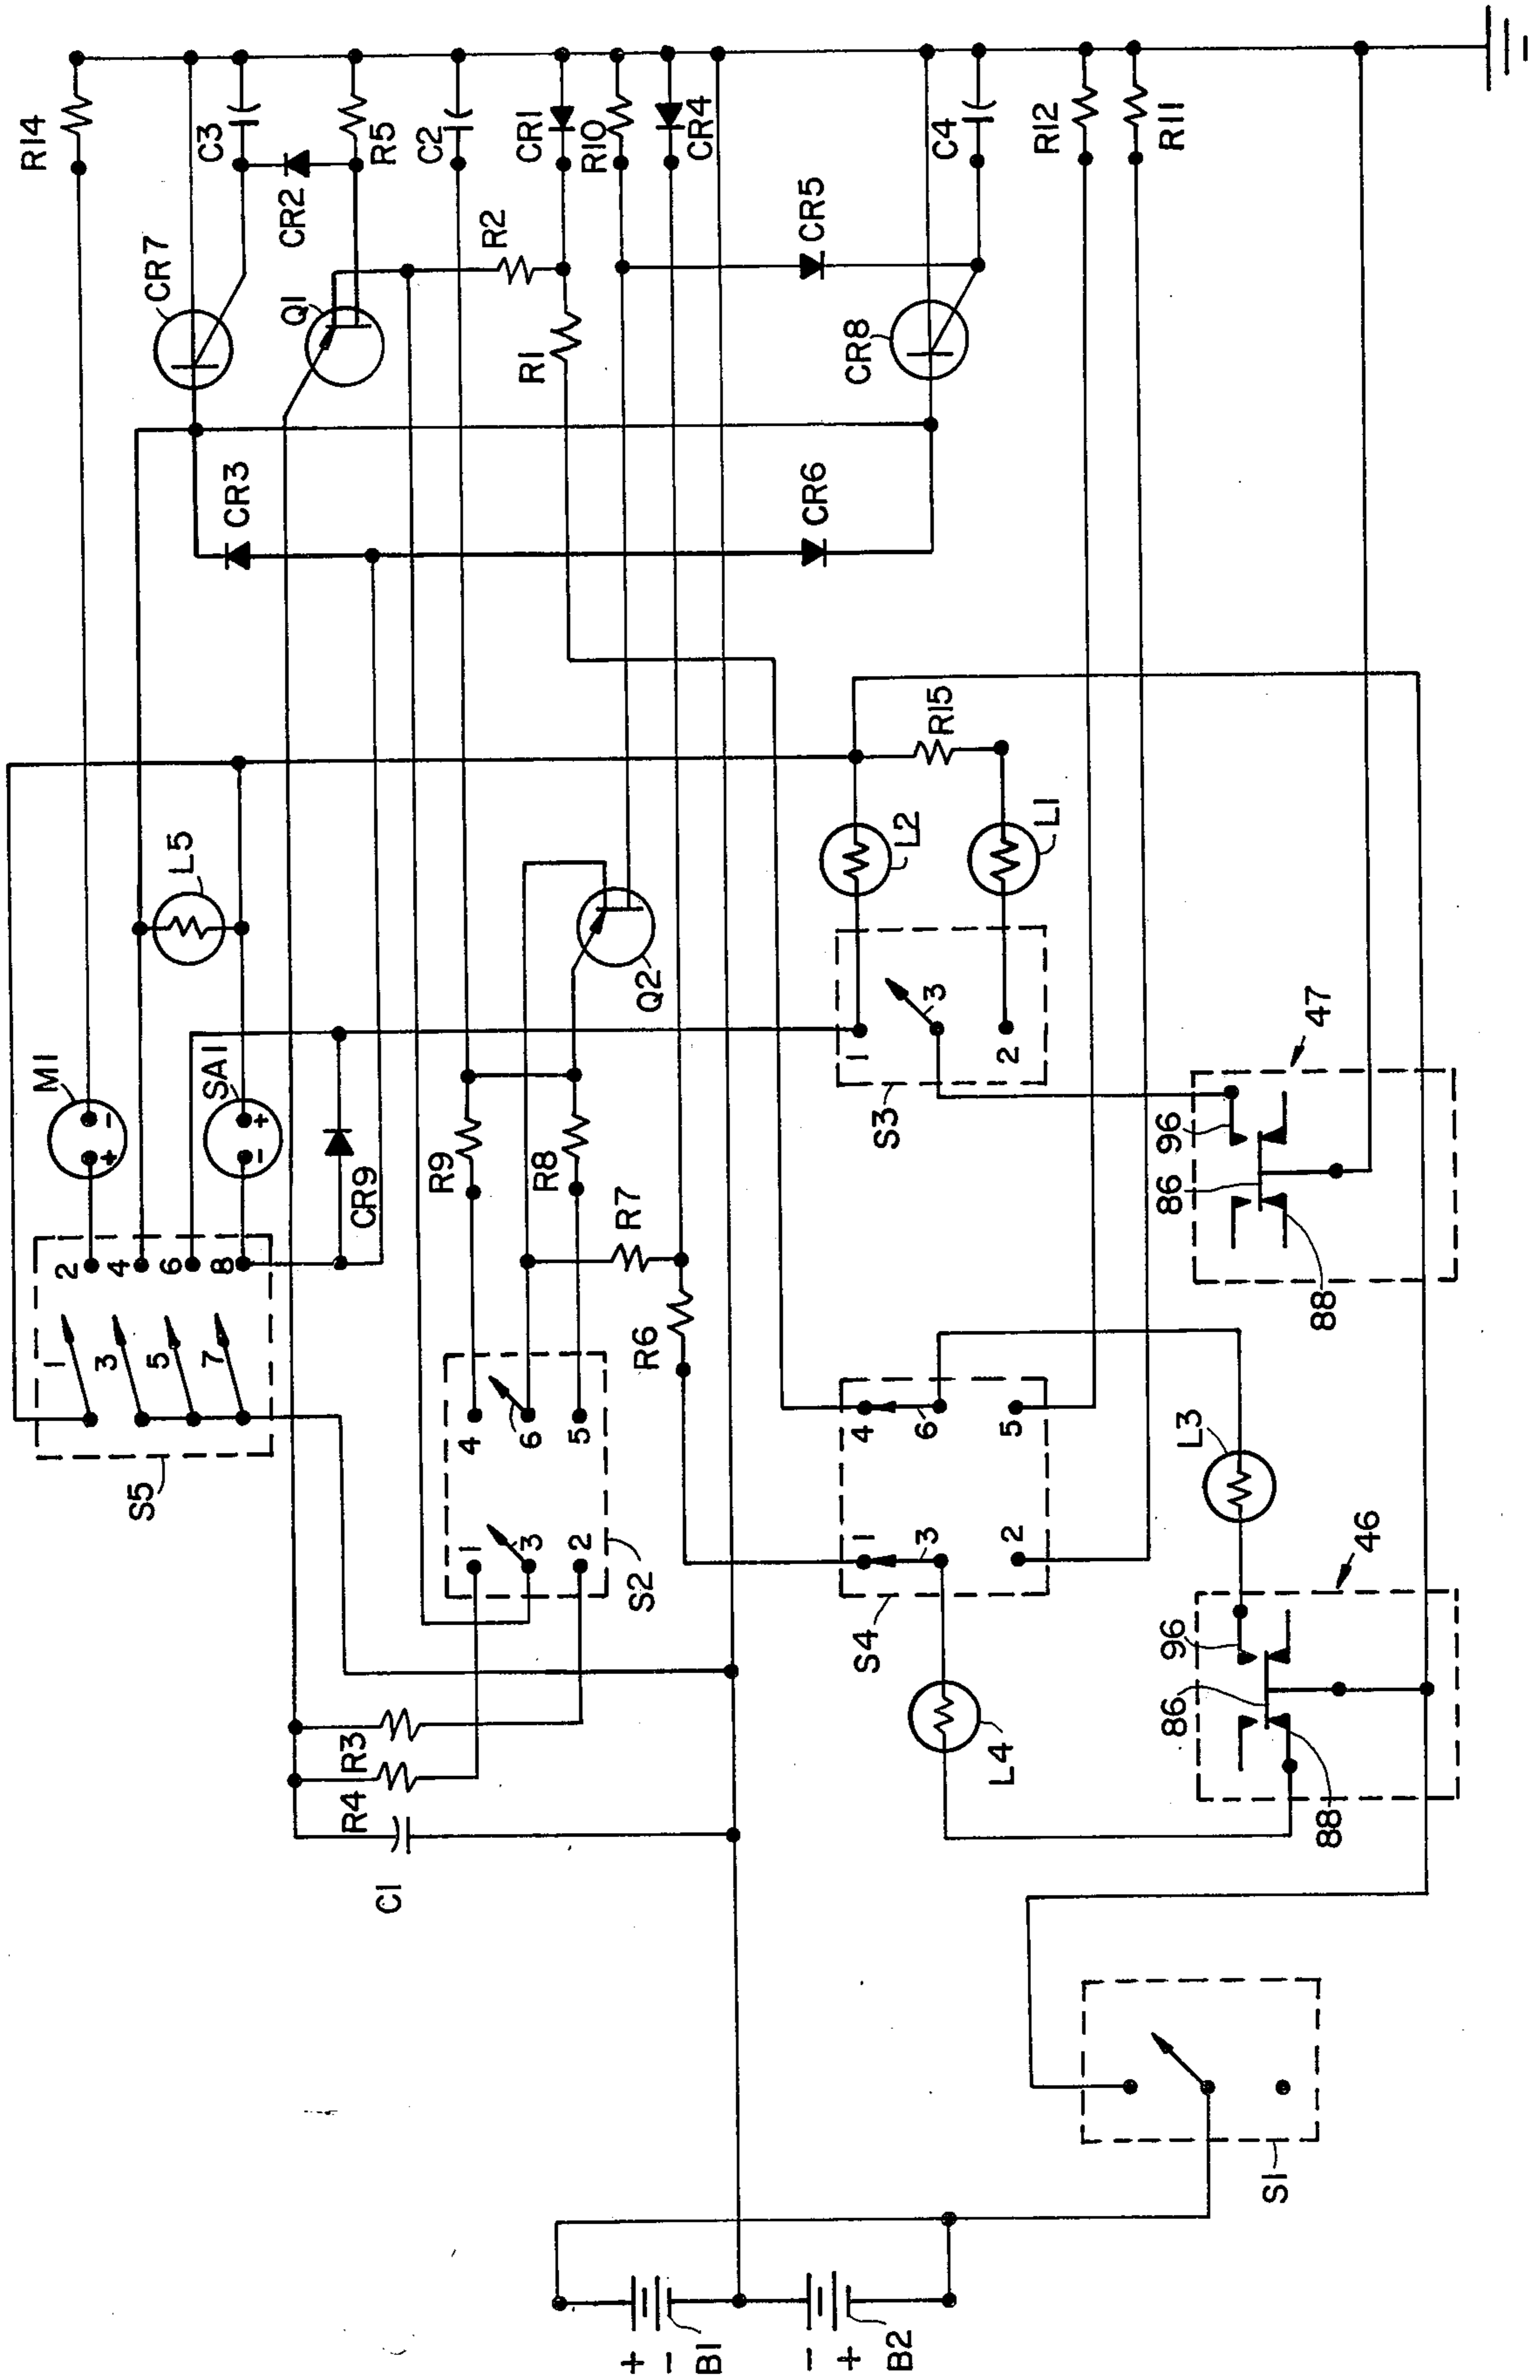 R14
C3
CR2
R5
C2
CR1
R10
CR4
C4
R12
R11
CR7
Q1
R2
R1
CR5
CR8
CR3
CR6
R15
L5
L2
L1
Q2
M1
- +
SA1
+ -
CR9
R9
R8
R7
R6
1 3 2
S3
47
96
86
88
2 4 6 8
1 3 5 7
S5
4 6 5
1 3 2
S2
4 6 5
1 3 2
S4
L3
L4
46
96
86
88
R3
R4
C1
S1
+ - B1
- + B2